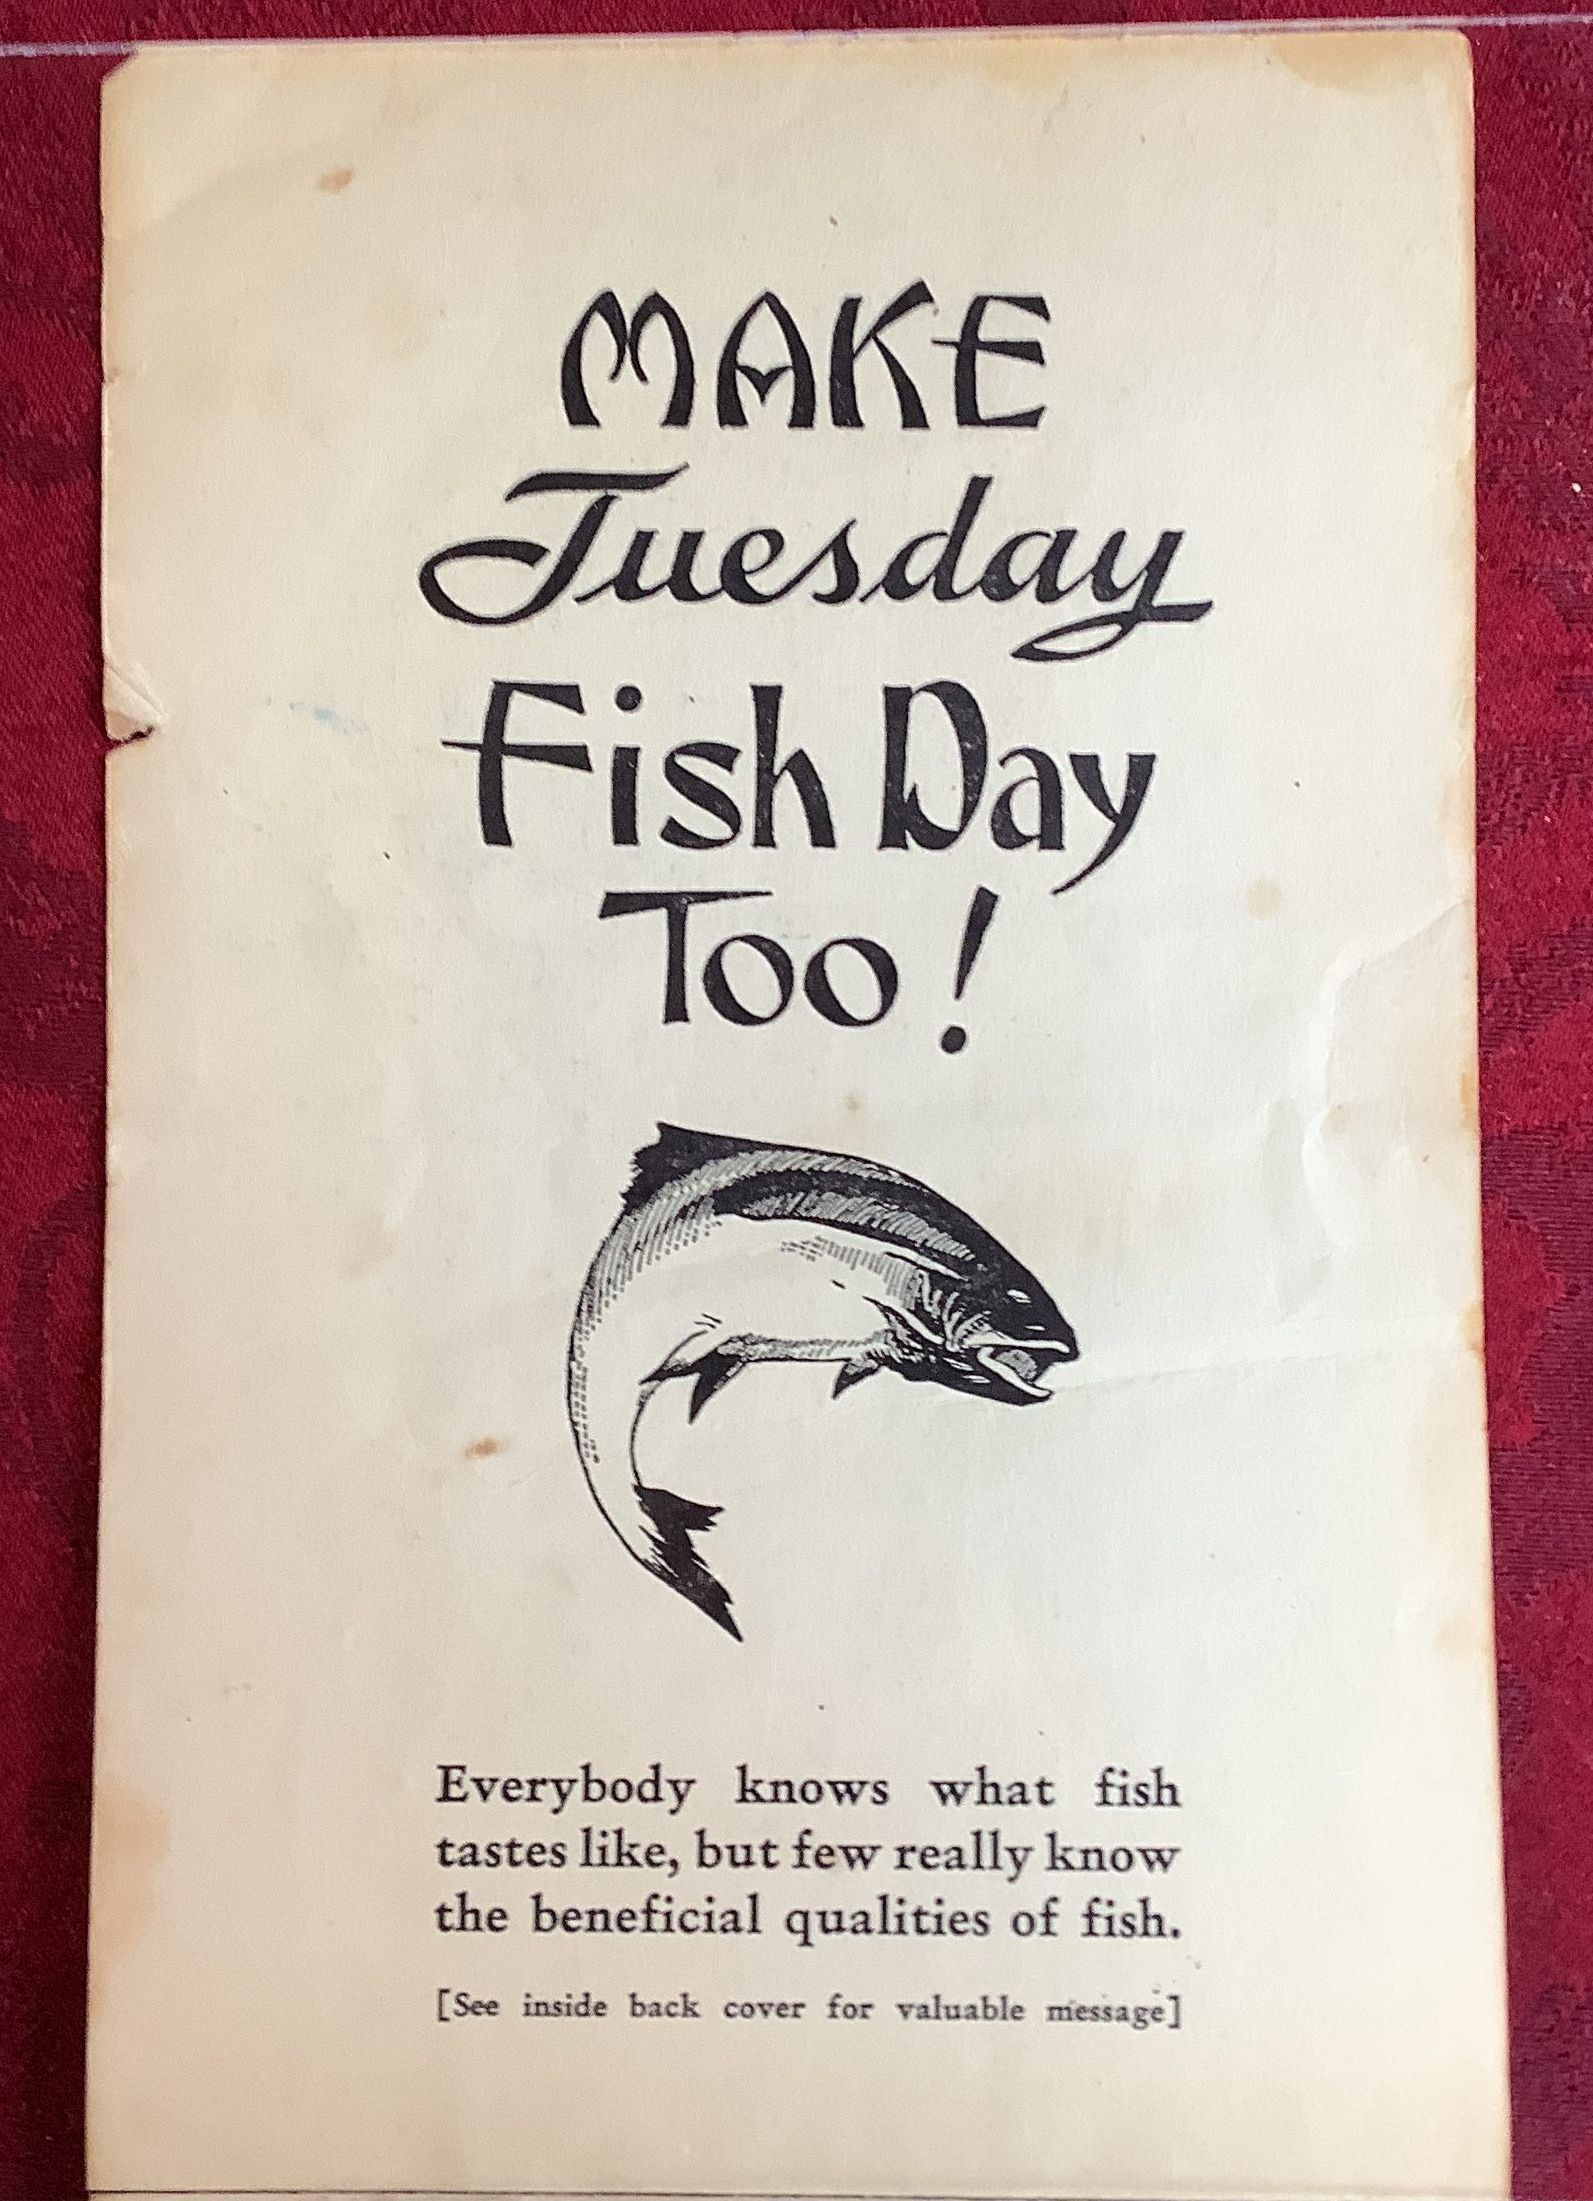 MAKE
Tuesday
Fish Day
Too!
Everybody knows what fish
tastes like, but few really know
the beneficial qualities of fish.
[See inside back cover for valuable message]